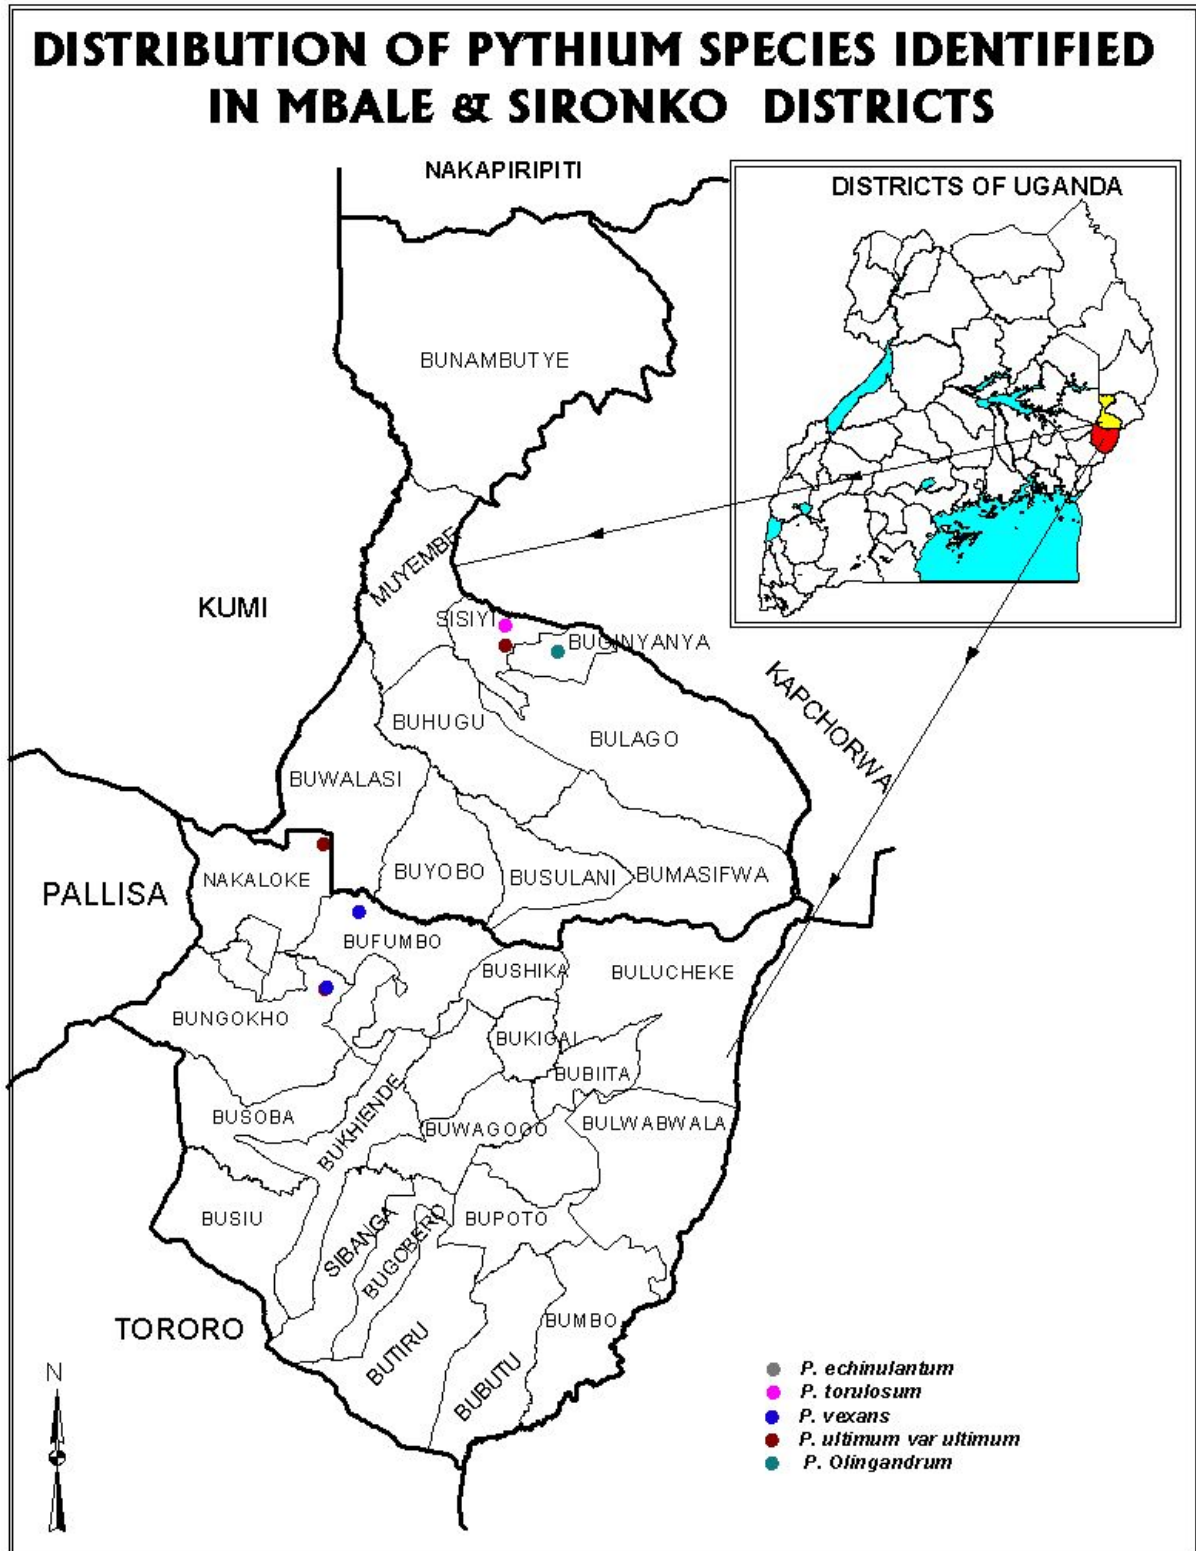 DISTRIBUTION OF PYTHIUM SPECIES IDENTIFIED
IN MBALE & SIRONKO DISTRICTS
NAKAPIRIPITI
DISTRICTS OF UGANDA
BUNAMBUTYE
MUYEMBE
KUMI
SISIYI
BUGINYANYA
KAPCHORWA
BUHUGU
BULAGO
BUWALASI
PALLISA
NAKALOKE
BUYOBO
BUSULANI
BUMASIFWA
BUFUMBO
BUSHIKA
BULUCHEKE
BUNGOKHO
BUKIGAI
BUBIITA
BUSOBA
BUKHIENDE
BUWAGOGO
BULWABWALA
BUSIU
SIBANGA
BUGOBERO
BUPOTO
TORORO
BUTIRU
BUBUTU
BUMBO
N
P. echinulantum
P. torulosum
P. vexans
P. ultimum var ultimum
P. Olingandrum